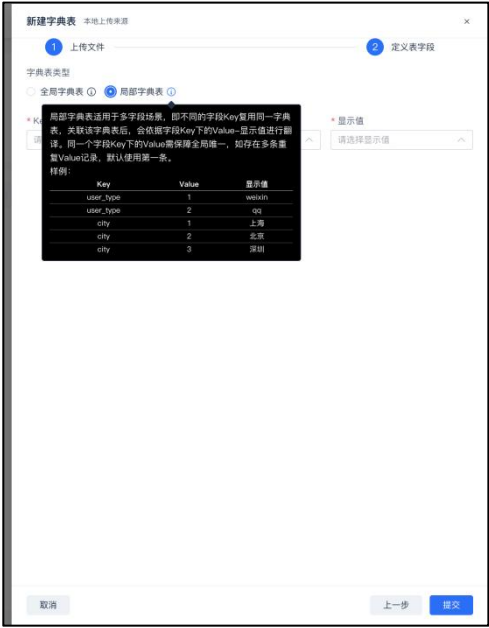 新建字典表 本地上传来源 ×
1 上传文件 2 定义表字段
字典表类型
全局字典表 局部字典表
局部字典表适用于多字段场景，即不同的字段Key复用同一字典
表，关联该字典表后，会依据字段Key下的Value-显示值进行翻
译。同一个字段Key下的Value需保障全局唯一，如存在多条重
复Value记录，默认使用第一条。
样例：
Key Value 显示值
user_type 1 weixin
user_type 2 qq
city 1 上海
city 2 北京
city 3 深圳
* Ke * 显示值
请选择显示值
取消 上一步 提交